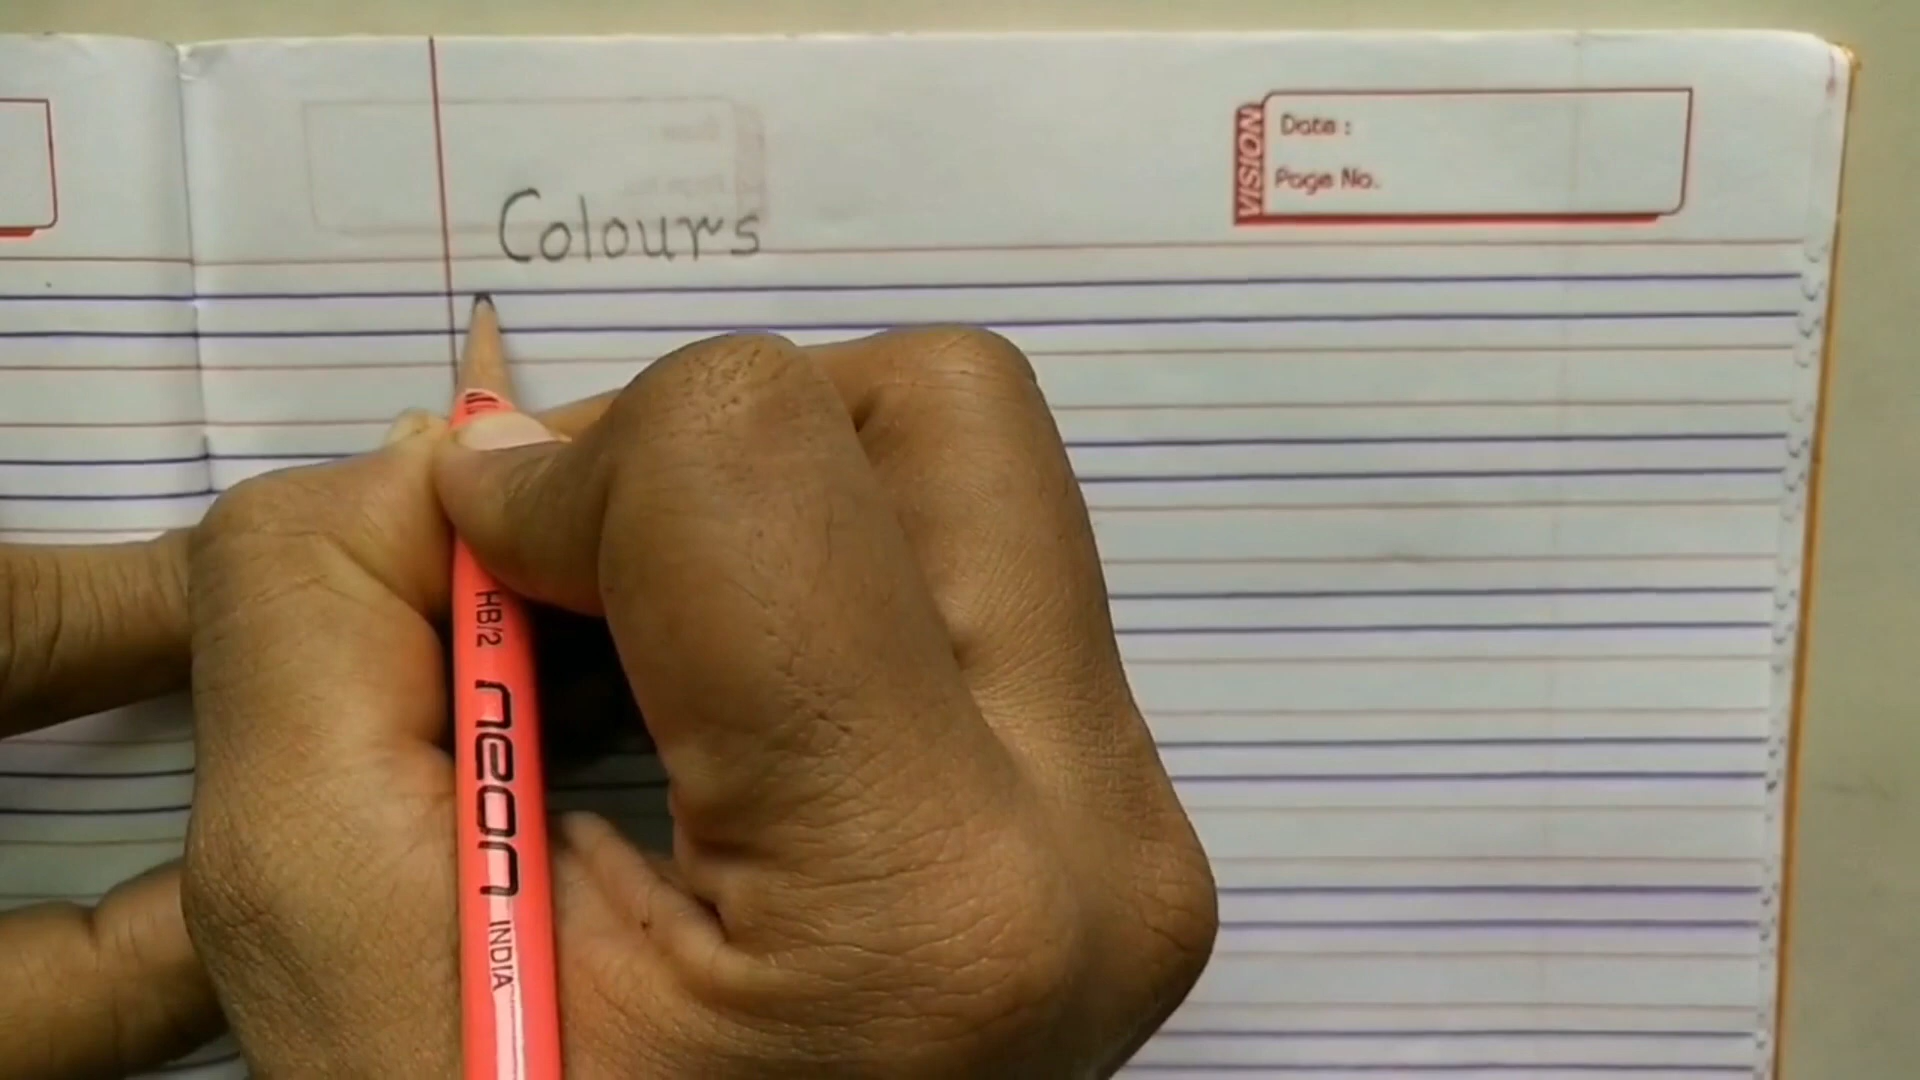 VISION
Date :
Page No.
Colours
HB/2 neon INDIA